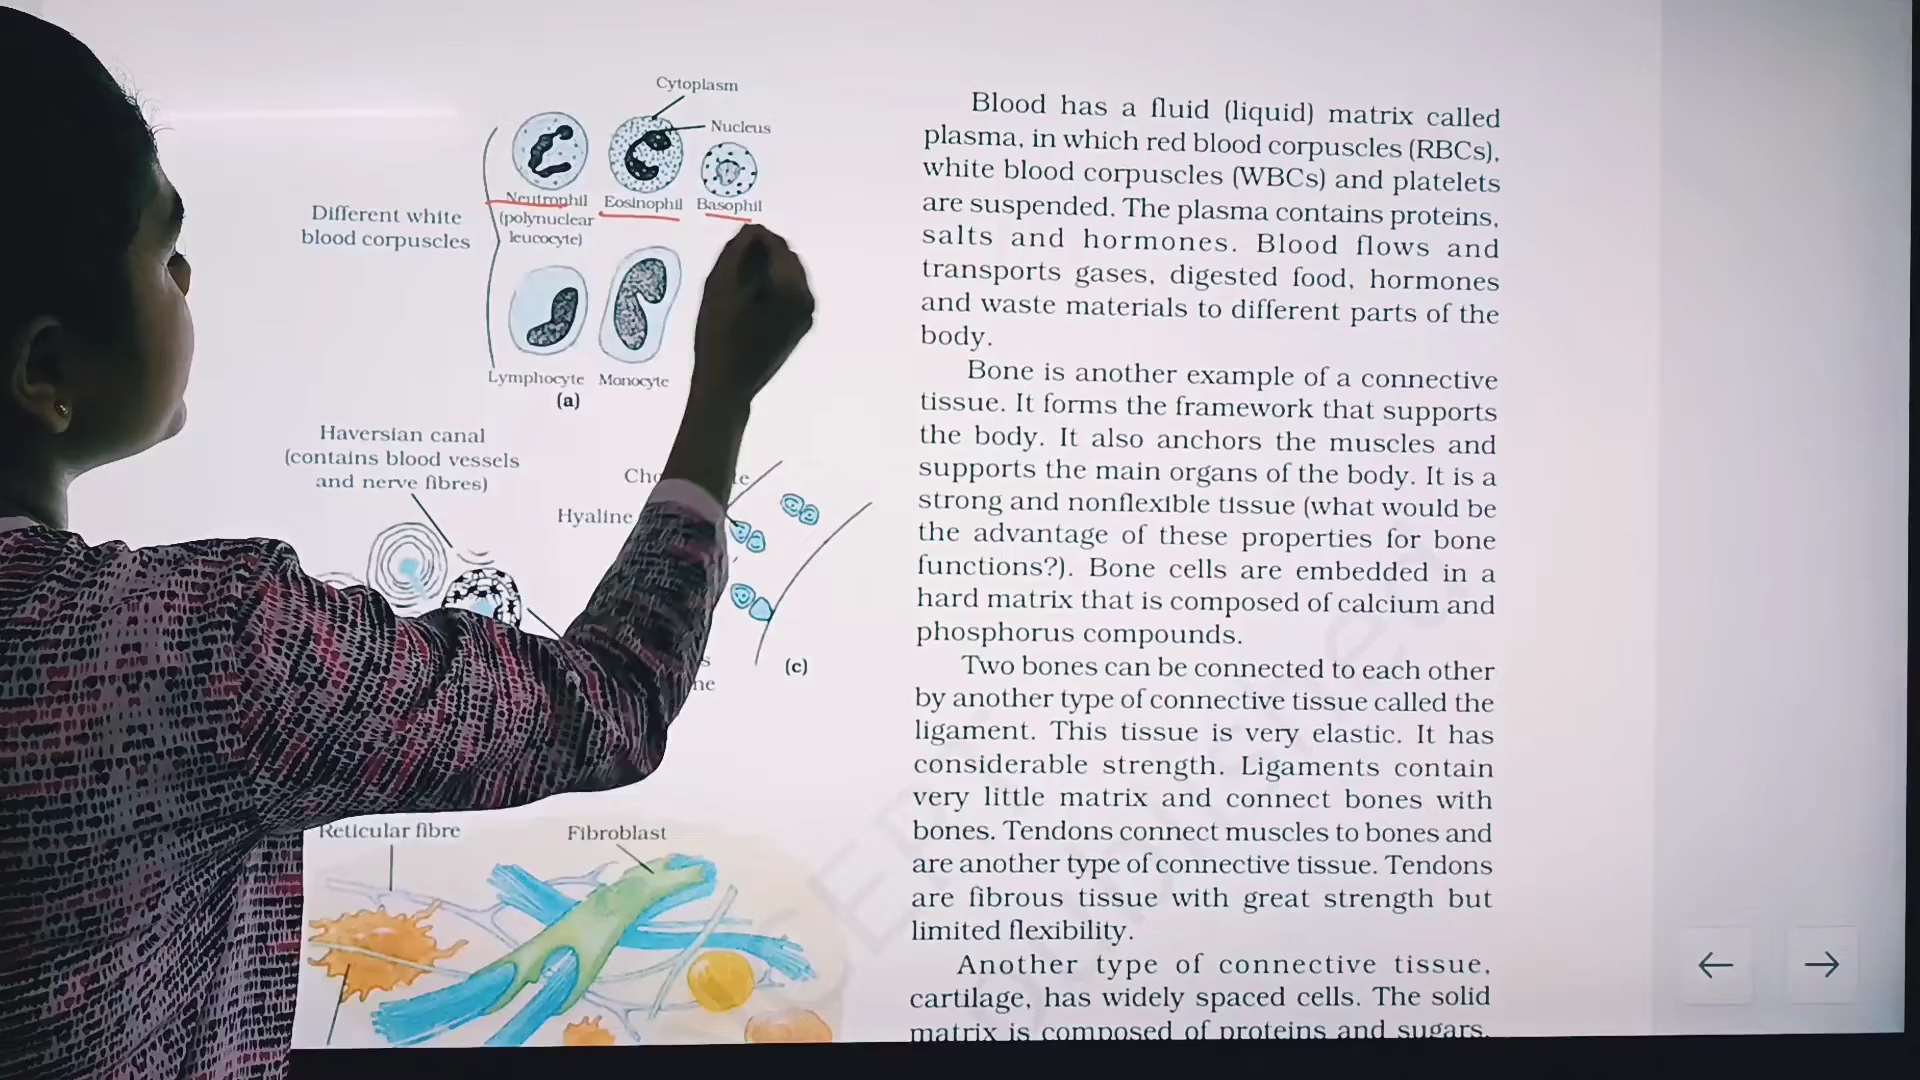 Cytoplasm
Nucleus
Neutrophil
(polynuclear
leucocyte)
Eosinophil
Basophil
Different white
blood corpuscles
Lymphocyte
Monocyte
(a)
Haversian canal
(contains blood vessels
and nerve fibres)
Hyaline
(c)
Reticular fibre
Fibroblast
Blood has a fluid (liquid) matrix called
plasma, in which red blood corpuscles (RBCs),
white blood corpuscles (WBCs) and platelets
are suspended. The plasma contains proteins,
salts and hormones. Blood flows and
transports gases, digested food, hormones
and waste materials to different parts of the
body.
Bone is another example of a connective
tissue. It forms the framework that supports
the body. It also anchors the muscles and
supports the main organs of the body. It is a
strong and nonflexible tissue (what would be
the advantage of these properties for bone
functions?). Bone cells are embedded in a
hard matrix that is composed of calcium and
phosphorus compounds.
Two bones can be connected to each other
by another type of connective tissue called the
ligament. This tissue is very elastic. It has
considerable strength. Ligaments contain
very little matrix and connect bones with
bones. Tendons connect muscles to bones and
are another type of connective tissue. Tendons
are fibrous tissue with great strength but
limited flexibility.
Another type of connective tissue,
cartilage, has widely spaced cells. The solid
matrix is composed of proteins and sugars.